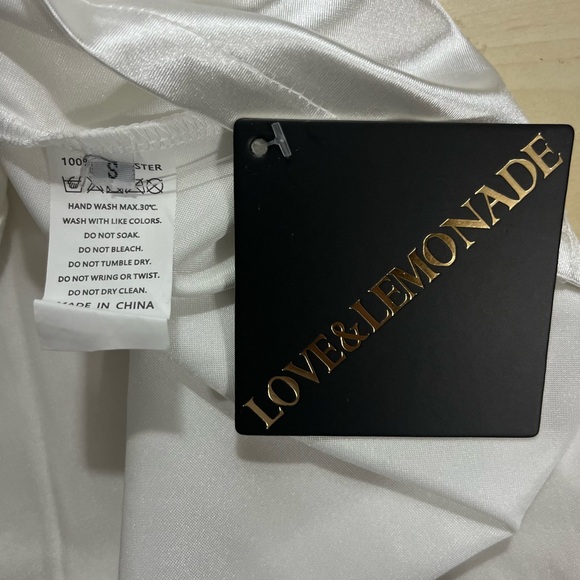 100%
S
HAND WASH MAX.30℃.
WASH WITH LIKE COLORS.
DO NOT SOAK.
DO NOT BLEACH.
DO NOT TUMBLE DRY.
DO NOT WRING OR TWIST.
DO NOT DRY CLEAN.
MADE IN CHINA
LOVE&LEMONADE